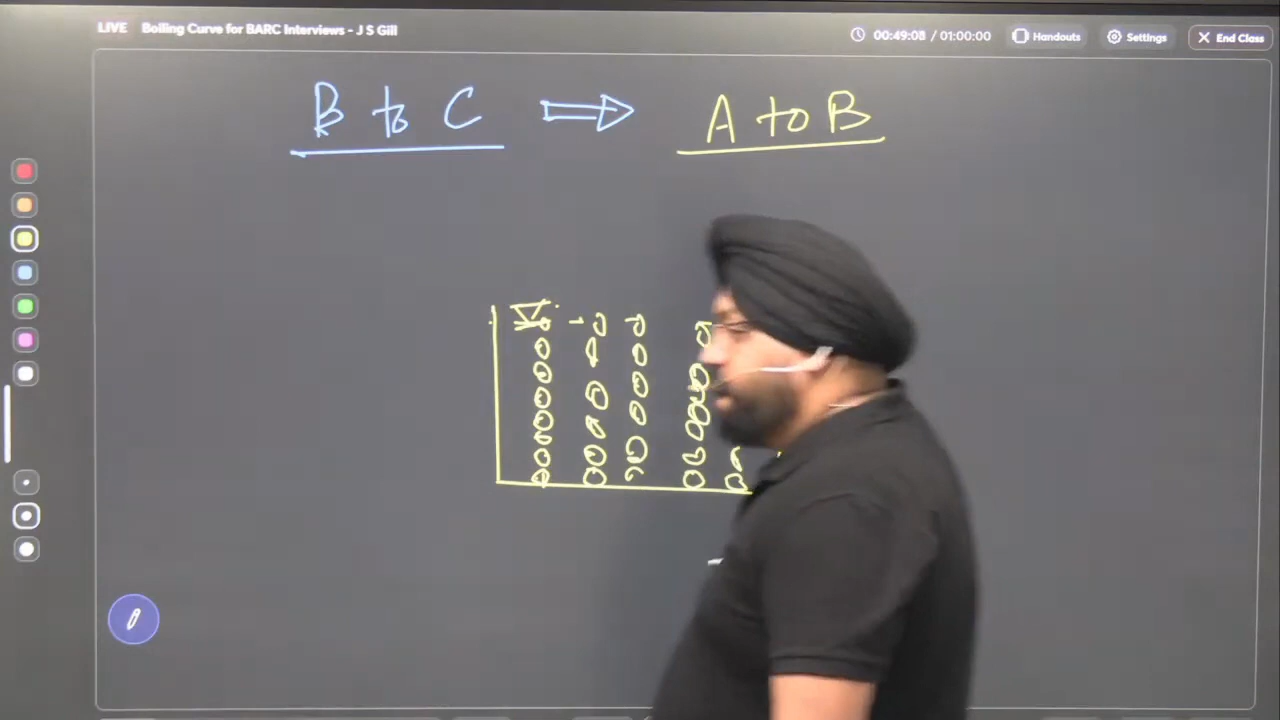 LIVE Boiling Curve for BARC Interviews - J S Gill 00:49:08 / 01:00:00 Handouts Settings End Class
B to C ⇒ A to B